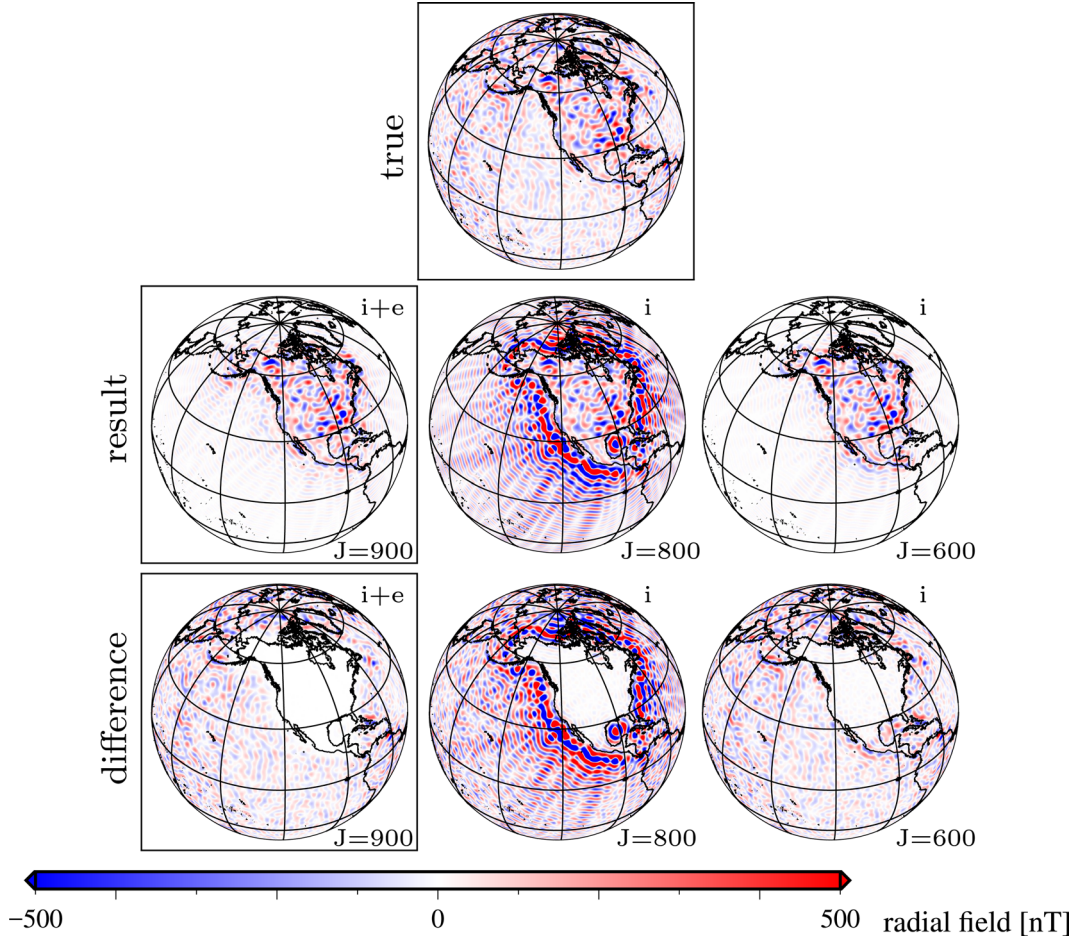 true
result
i+e
i
i
J=900
J=800
J=600
difference
i+e
i
i
J=900
J=800
J=600
−500
0
500
radial field [nT]